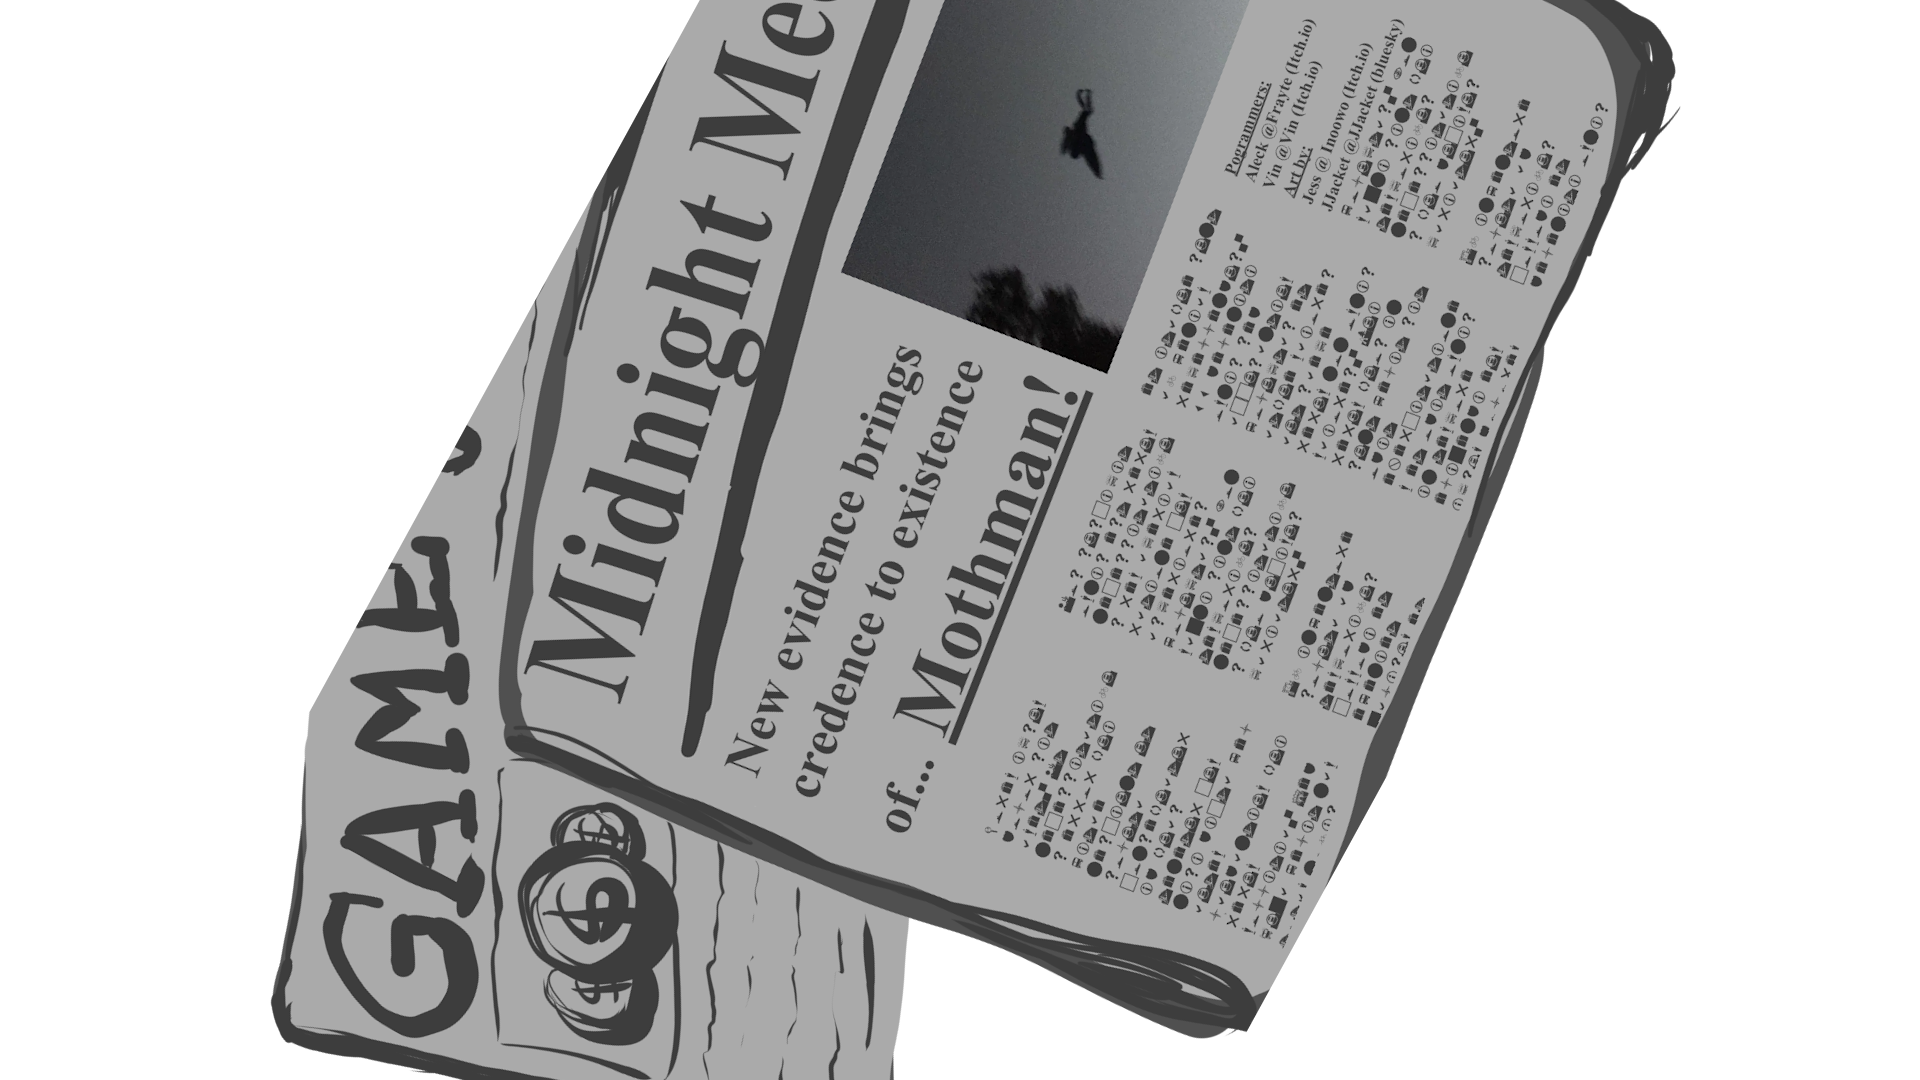 Midnight Me
New evidence brings
credence to existence
of... Mothman!
Pogrammers:
Aleck @Frayte (Itch.io)
Vin @Vin (Itch.io)
Art by:
Jess @ Inoowo (Itch.io)
JJacket @JJacket (bluesky)
GAME
$
$
$